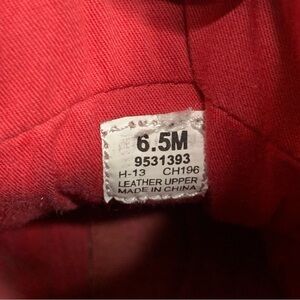 6.5M
9531393
H-13 CH196
LEATHER UPPER
MADE IN CHINA